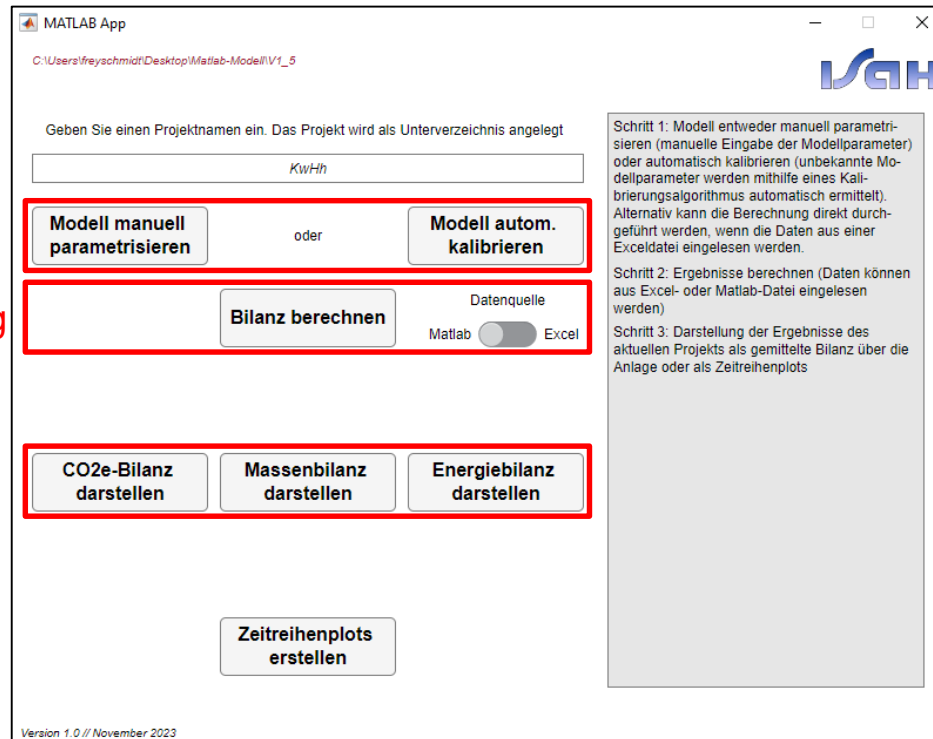 MATLAB App
C:\Users\freyschmidt\Desktop\Matlab-Modell\V1_5
ISAH
Geben Sie einen Projektnamen ein. Das Projekt wird als Unterverzeichnis angelegt
KwHh
Modell manuell
parametrisieren
oder
Modell autom.
kalibrieren
g
Bilanz berechnen
Datenquelle
Matlab
Excel
CO2e-Bilanz
darstellen
Massenbilanz
darstellen
Energiebilanz
darstellen
Zeitreihenplots
erstellen
Schritt 1: Modell entweder manuell parametri-
sieren (manuelle Eingabe der Modellparameter)
oder automatisch kalibrieren (unbekannte Mo-
dellparameter werden mithilfe eines Kali-
brierungsalgorithmus automatisch ermittelt).
Alternativ kann die Berechnung direkt durch-
geführt werden, wenn die Daten aus einer
Exceldatei eingelesen werden.
Schritt 2: Ergebnisse berechnen (Daten können
aus Excel- oder Matlab-Datei eingelesen
werden)
Schritt 3: Darstellung der Ergebnisse des
aktuellen Projekts als gemittelte Bilanz über die
Anlage oder als Zeitreihenplots
Version 1.0 // November 2023